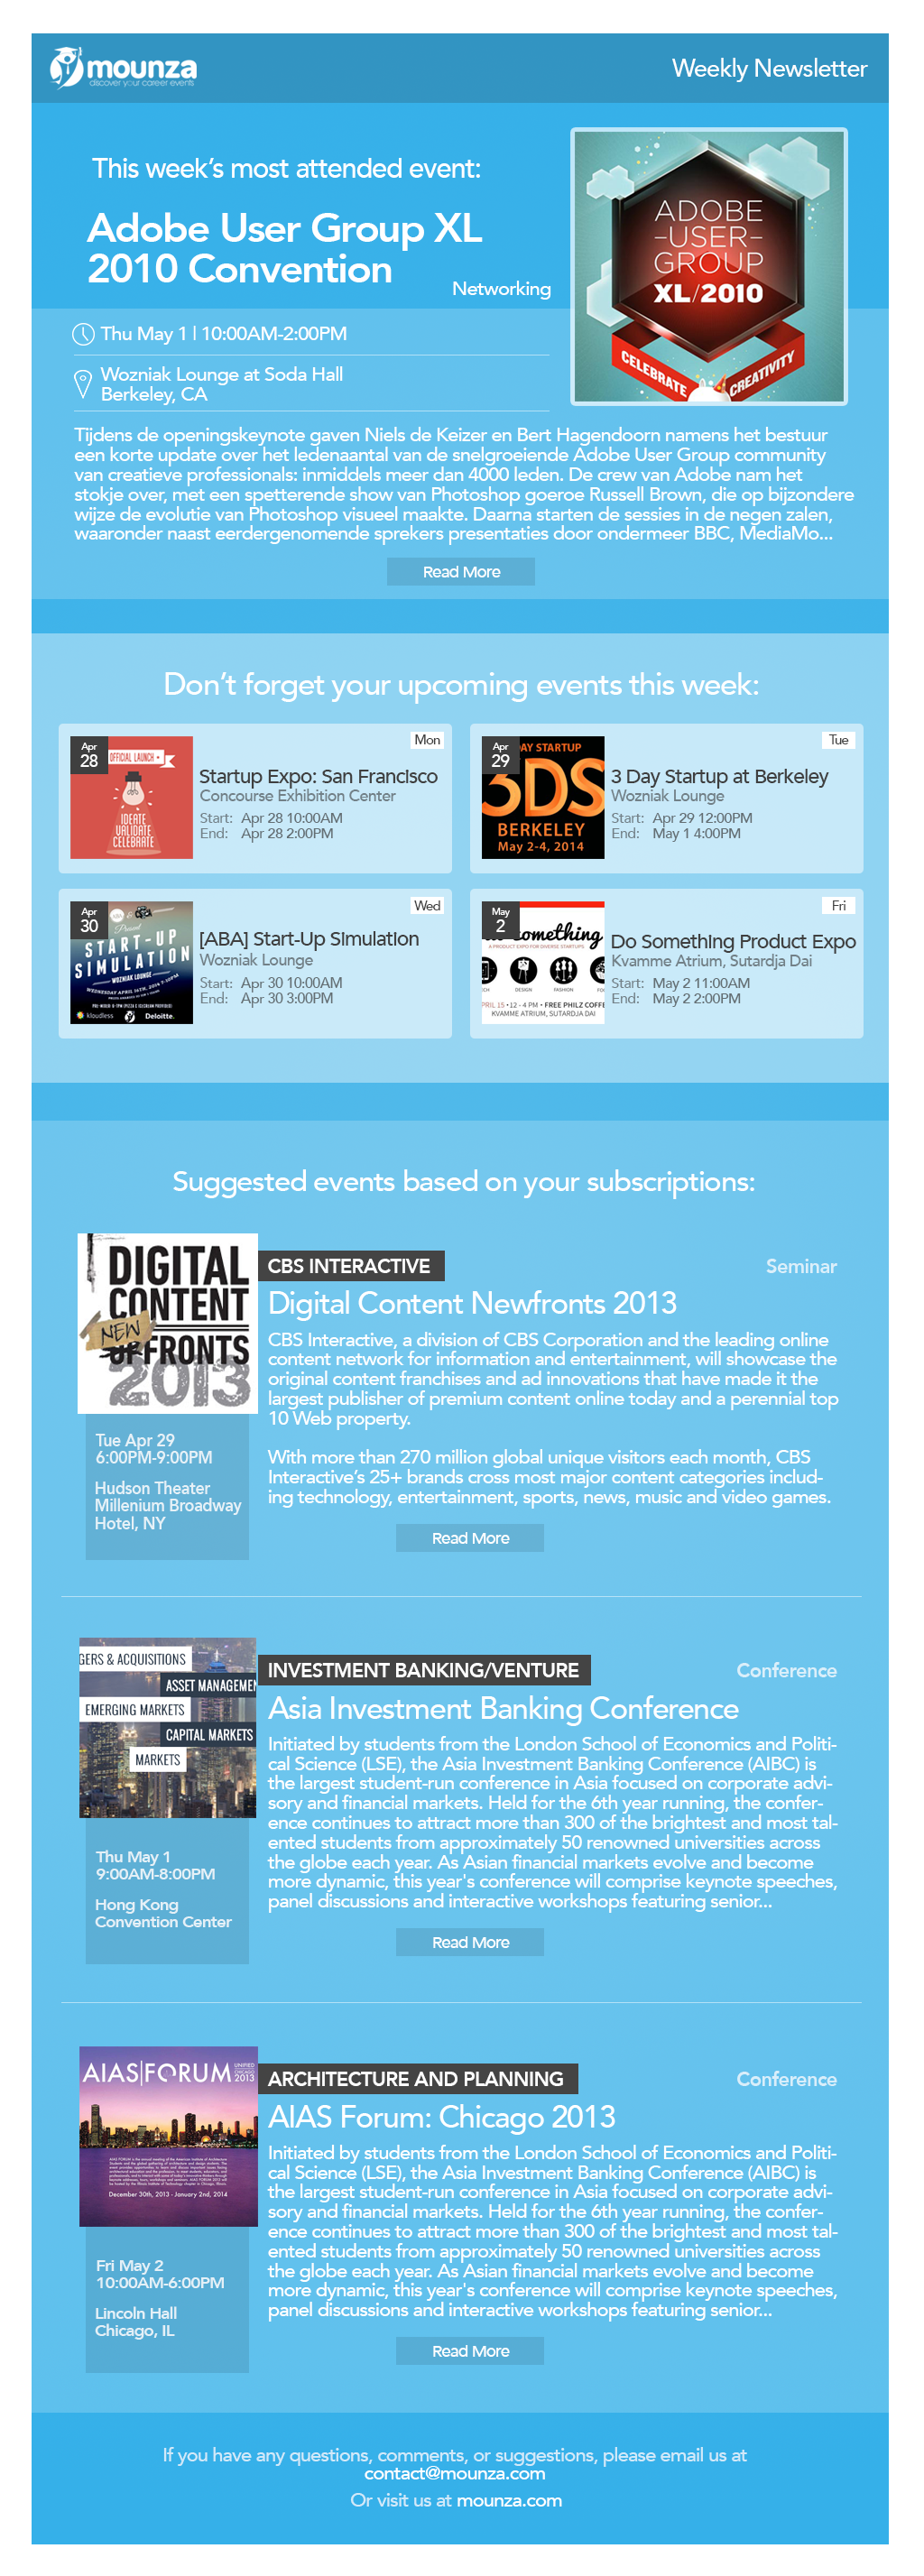 mounza
discover your career events
Weekly Newsletter
This week's most attended event:
Adobe User Group XL
2010 Convention
Networking
ADOBE
-USER-
GROUP
XL/2010
CELEBRATE
CREATIVITY
Thu May 1 | 10:00AM-2:00PM
Wozniak Lounge at Soda Hall
Berkeley, CA
Tijdens de openingskeynote gaven Niels de Keizer en Bert Hagendoorn namens het bestuur
een korte update over het ledenaantal van de snelgroeiende Adobe User Group community
van creatieve professionals: inmiddels meer dan 4000 leden. De crew van Adobe nam het
stokje over, met een spetterende show van Photoshop goeroe Russell Brown, die op bijzondere
wijze de evolutie van Photoshop visueel maakte. Daarna starten de sessies in de negen zalen,
waaronder naast eerdergenomende sprekers presentaties door ondermeer BBC, MediaMo...
Read More
Don't forget your upcoming events this week:
Apr
28
OFFICIAL LAUNCH
IDEATE
VALIDATE
CELEBRATE
Mon
Startup Expo: San Francisco
Concourse Exhibition Center
Start: Apr 28 10:00AM
End: Apr 28 2:00PM
Apr
29
DAY STARTUP
3DS
BERKELEY
May 2-4, 2014
Tue
3 Day Startup at Berkeley
Wozniak Lounge
Start: Apr 29 12:00PM
End: May 1 4:00PM
Apr
30
Present
START-UP
SIMULATION
WOZNIAK LOUNGE
kloudless
Deloitte.
Wed
[ABA] Start-Up Simulation
Wozniak Lounge
Start: Apr 30 10:00AM
End: Apr 30 3:00PM
May
2
something
A PRODUCT EXPO FOR DIVERSE STARTUPS
DESIGN
FASHION
PRIL 15 • 12 - 4 PM • FREE PHILZ COFFE
KVAMME ATRIUM, SUTARDJA DAI
Fri
Do Something Product Expo
Kvamme Atrium, Sutardja Dai
Start: May 2 11:00AM
End: May 2 2:00PM
Suggested events based on your subscriptions:
DIGITAL
CONTENT
NEW
UPFRONTS
2013
Tue Apr 29
6:00PM-9:00PM
Hudson Theater
Millenium Broadway
Hotel, NY
CBS INTERACTIVE
Seminar
Digital Content Newfronts 2013
CBS Interactive, a division of CBS Corporation and the leading online
content network for information and entertainment, will showcase the
original content franchises and ad innovations that have made it the
largest publisher of premium content online today and a perennial top
10 Web property.
With more than 270 million global unique visitors each month, CBS
Interactive's 25+ brands cross most major content categories includ-
ing technology, entertainment, sports, news, music and video games.
Read More
GERS & ACQUISITIONS
ASSET MANAGEMEN
EMERGING MARKETS
CAPITAL MARKETS
MARKETS
Thu May 1
9:00AM-8:00PM
Hong Kong
Convention Center
INVESTMENT BANKING/VENTURE
Conference
Asia Investment Banking Conference
Initiated by students from the London School of Economics and Politi-
cal Science (LSE), the Asia Investment Banking Conference (AIBC) is
the largest student-run conference in Asia focused on corporate advi-
sory and financial markets. Held for the 6th year running, the confer-
ence continues to attract more than 300 of the brightest and most tal-
ented students from approximately 50 renowned universities across
the globe each year. As Asian financial markets evolve and become
more dynamic, this year's conference will comprise keynote speeches,
panel discussions and interactive workshops featuring senior...
Read More
AIAS|FORUM
2013
December 30th, 2013 - January 2nd, 2014
Fri May 2
10:00AM-6:00PM
Lincoln Hall
Chicago, IL
ARCHITECTURE AND PLANNING
Conference
AIAS Forum: Chicago 2013
Initiated by students from the London School of Economics and Politi-
cal Science (LSE), the Asia Investment Banking Conference (AIBC) is
the largest student-run conference in Asia focused on corporate advi-
sory and financial markets. Held for the 6th year running, the confer-
ence continues to attract more than 300 of the brightest and most tal-
ented students from approximately 50 renowned universities across
the globe each year. As Asian financial markets evolve and become
more dynamic, this year's conference will comprise keynote speeches,
panel discussions and interactive workshops featuring senior...
Read More
If you have any questions, comments, or suggestions, please email us at
contact@mounza.com
Or visit us at mounza.com